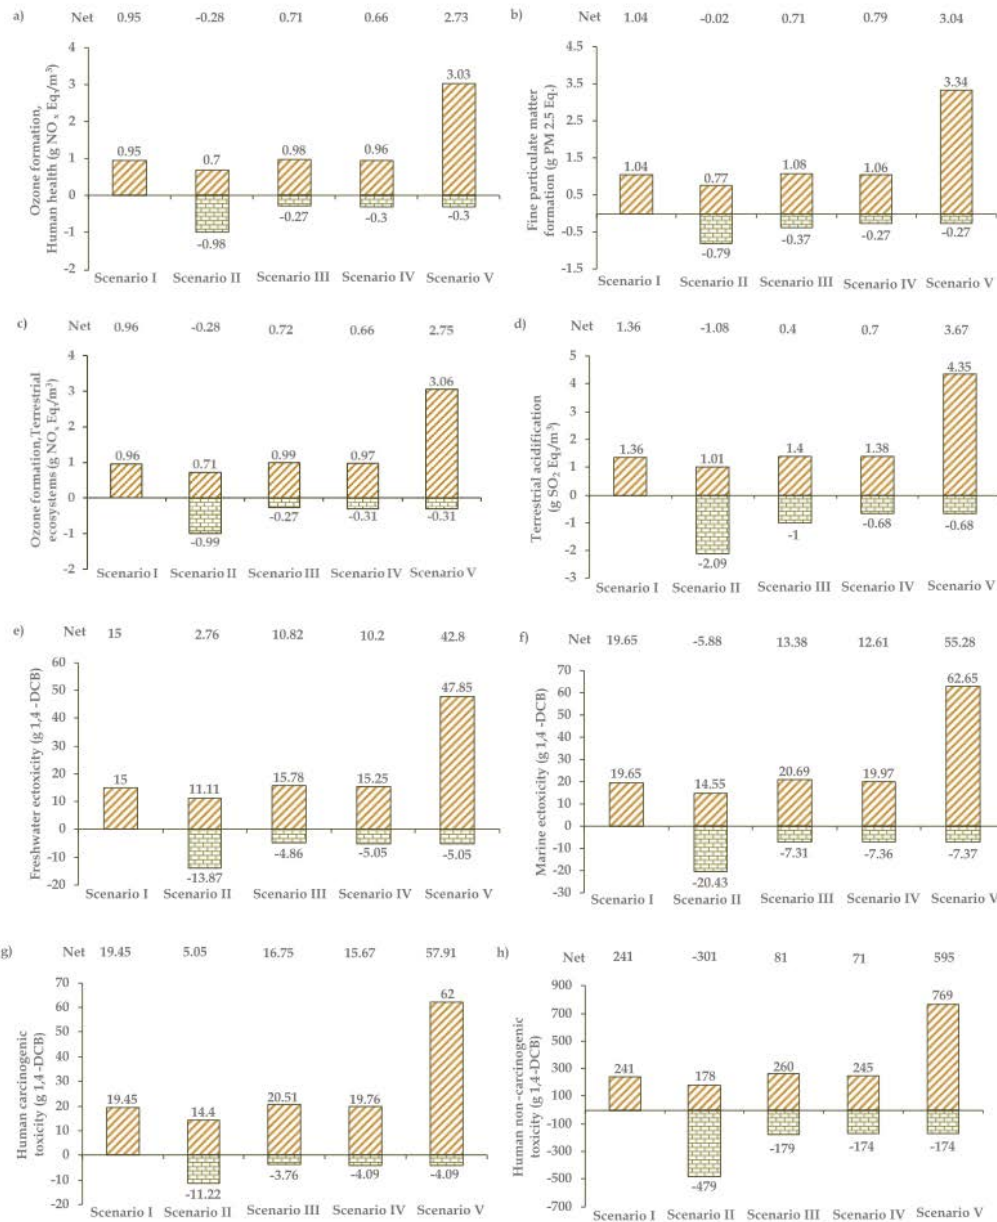 a) Net 0.95 -0.28 0.71 0.66 2.73
Ozone formation,
Human health (g NOx Eq./m³)
4
3
2
1
0
-1
-2
0.95 0.7 0.98 0.96 3.03
-0.98 -0.27 -0.3 -0.3
Scenario I Scenario II Scenario III Scenario IV Scenario V
b) Net 1.04 -0.02 0.71 0.79 3.04
Fine particulate matter
formation (g PM 2.5 Eq.)
4.5
3.5
2.5
1.5
0.5
-0.5
-1.5
1.04 0.77 1.08 1.06 3.34
-0.79 -0.37 -0.27 -0.27
Scenario I Scenario II Scenario III Scenario IV Scenario V
c) Net 0.96 -0.28 0.72 0.66 2.75
Ozone formation,Terrestrial
ecosystems (g NOx Eq./m³)
4
3
2
1
0
-1
-2
0.96 0.71 0.99 0.97 3.06
-0.99 -0.27 -0.31 -0.31
Scenario I Scenario II Scenario III Scenario IV Scenario V
d) Net 1.36 -1.08 0.4 0.7 3.67
Terrestrial acidification
(g SO₂ Eq./m³)
5
4
3
2
1
0
-1
-2
-3
1.36 1.01 1.4 1.38 4.35
-2.09 -1 -0.68 -0.68
Scenario I Scenario II Scenario III Scenario IV Scenario V
e) Net 15 2.76 10.82 10.2 42.8
Freshwater ectoxicity (g 1,4 -DCB)
60
50
40
30
20
10
0
-10
-20
15 11.11 15.78 15.25 47.85
-13.87 -4.86 -5.05 -5.05
Scenario I Scenario II Scenario III Scenario IV Scenario V
f) Net 19.65 -5.88 13.38 12.61 55.28
Marine ectoxicity (g 1,4 -DCB)
70
60
50
40
30
20
10
0
-10
-20
-30
19.65 14.55 20.69 19.97 62.65
-20.43 -7.31 -7.36 -7.37
Scenario I Scenario II Scenario III Scenario IV Scenario V
g) Net 19.45 5.05 16.75 15.67 57.91
Human carcinogenic
toxicity (g 1,4 -DCB)
70
60
50
40
30
20
10
0
-10
-20
19.45 14.4 20.51 19.76 62
-11.22 -3.76 -4.09 -4.09
Scenario I Scenario II Scenario III Scenario IV Scenario V
h) Net 241 -301 81 71 595
Human non-carcinogenic
toxicity (g 1,4-DCB)
900
700
500
300
100
-100
-300
-500
-700
241 178 260 245 769
-479 -179 -174 -174
Scenario I Scenario II Scenario III Scenario IV Scenario V